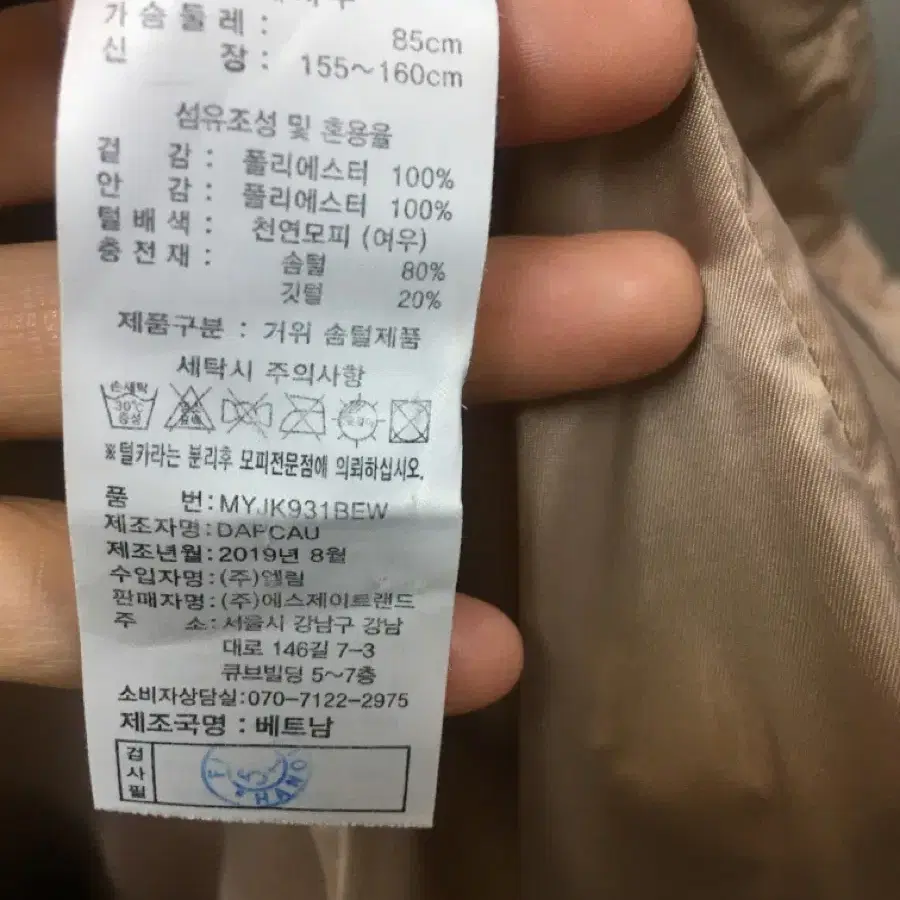 가슴둘레 : 85cm
신 장 : 155~160cm
섬유조성 및 혼용율
겉 감 : 폴리에스터 100%
안 감 : 폴리에스터 100%
털배색 : 천연모피 (여우)
충전재 : 솜털 80%
깃털 20%
제품구분 : 거위 솜털제품
세탁시 주의사항
손세탁
30℃
중성
※털카라는 분리후 모피전문점에 의뢰하십시오.
품 번:MYJK931BEW
제조자명:DAPCAU
제조년월:2019년 8월
수입자명:(주)엘림
판매자명:(주)에스제이트랜드
주 소:서울시 강남구 강남
대로 146길 7-3
큐브빌딩 5~7층
소비자상담실:070-7122-2975
제조국명 : 베트남
검사필